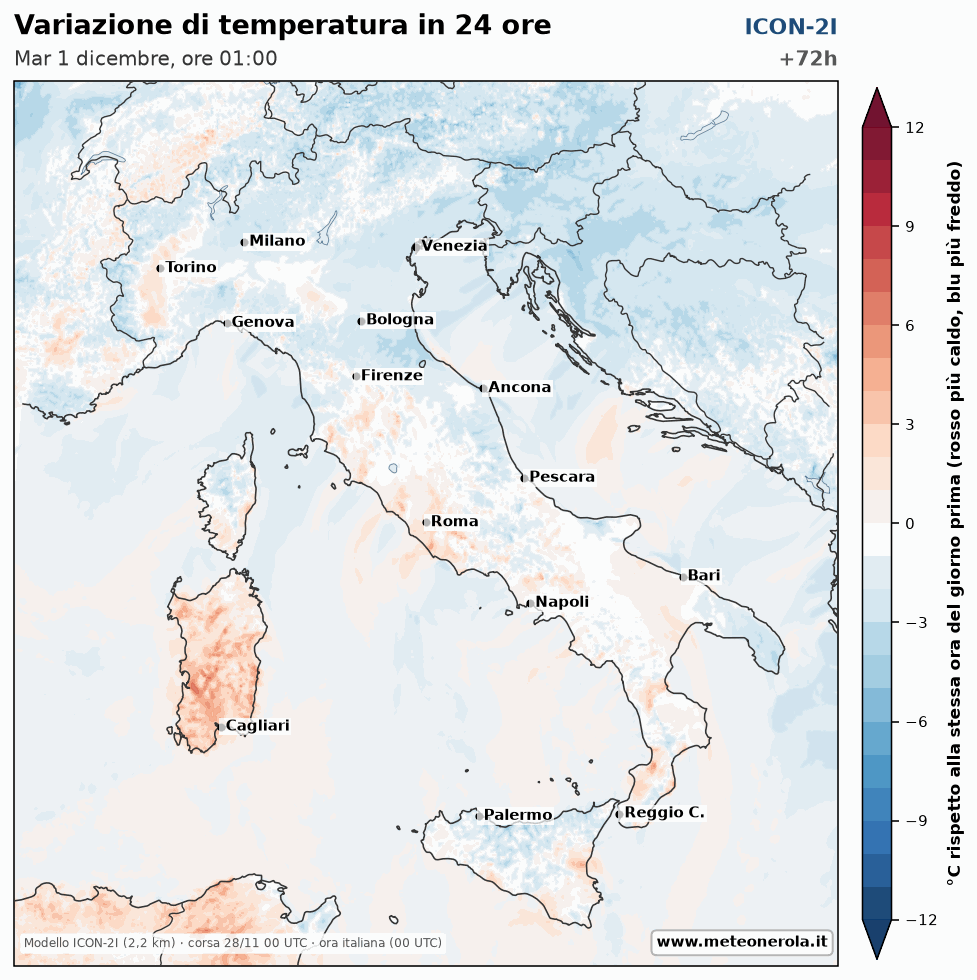 Variazione di temperatura in 24 ore
ICON-2I
Mar 1 dicembre, ore 01:00
+72h
Milano
Venezia
Torino
Genova
Bologna
Firenze
Ancona
Pescara
Roma
Bari
Napoli
Cagliari
Palermo
Reggio C.
12
9
6
3
0
−3
−6
−9
−12
°C rispetto alla stessa ora del giorno prima (rosso più caldo, blu più freddo)
Modello ICON-2I (2,2 km) · corsa 28/11 00 UTC · ora italiana (00 UTC)
www.meteonerola.it